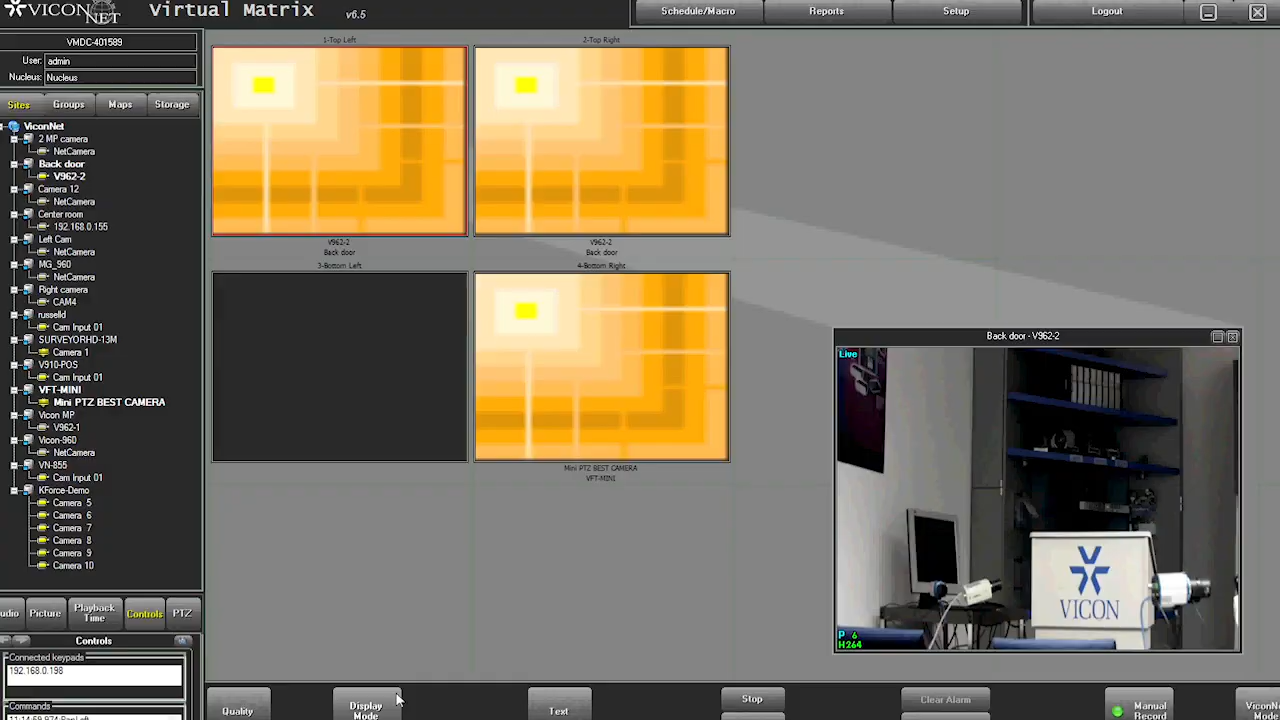 VICON NET Virtual Matrix v6.5
Schedule/Macro Reports Setup Logout
VMDC-401589
User: admin
Nucleus: Nucleus
Sites Groups Maps Storage
ViconNet
2 MP camera
NetCamera
Back door
V962-2
Camera 12
NetCamera
Center room
192.168.0.155
Left Cam
NetCamera
MG_960
NetCamera
Right camera
CAM4
russelld
Cam Input 01
SURVEYORHD-13M
Camera 1
V910-POS
Cam Input 01
VFT-MINI
Mini PTZ BEST CAMERA
Vicon MP
V962-1
Vicon-960
NetCamera
VN-855
Cam Input 01
KForce-Demo
Camera 5
Camera 6
Camera 7
Camera 8
Camera 9
Camera 10
udio Picture Playback Time Controls PTZ
Controls
Connected keypads
192.168.0.198
Commands
1-Top Left
V962-2
Back door
2-Top Right
V962-2
Back door
3-Bottom Left
4-Bottom Right
Mini PTZ BEST CAMERA
VFT-MINI
Back door - V962-2
Live
VICON
P 6
H264
Quality
Display
Mode
Text
Stop
Clear Alarm
Manual
Record
ViconNe
Mode